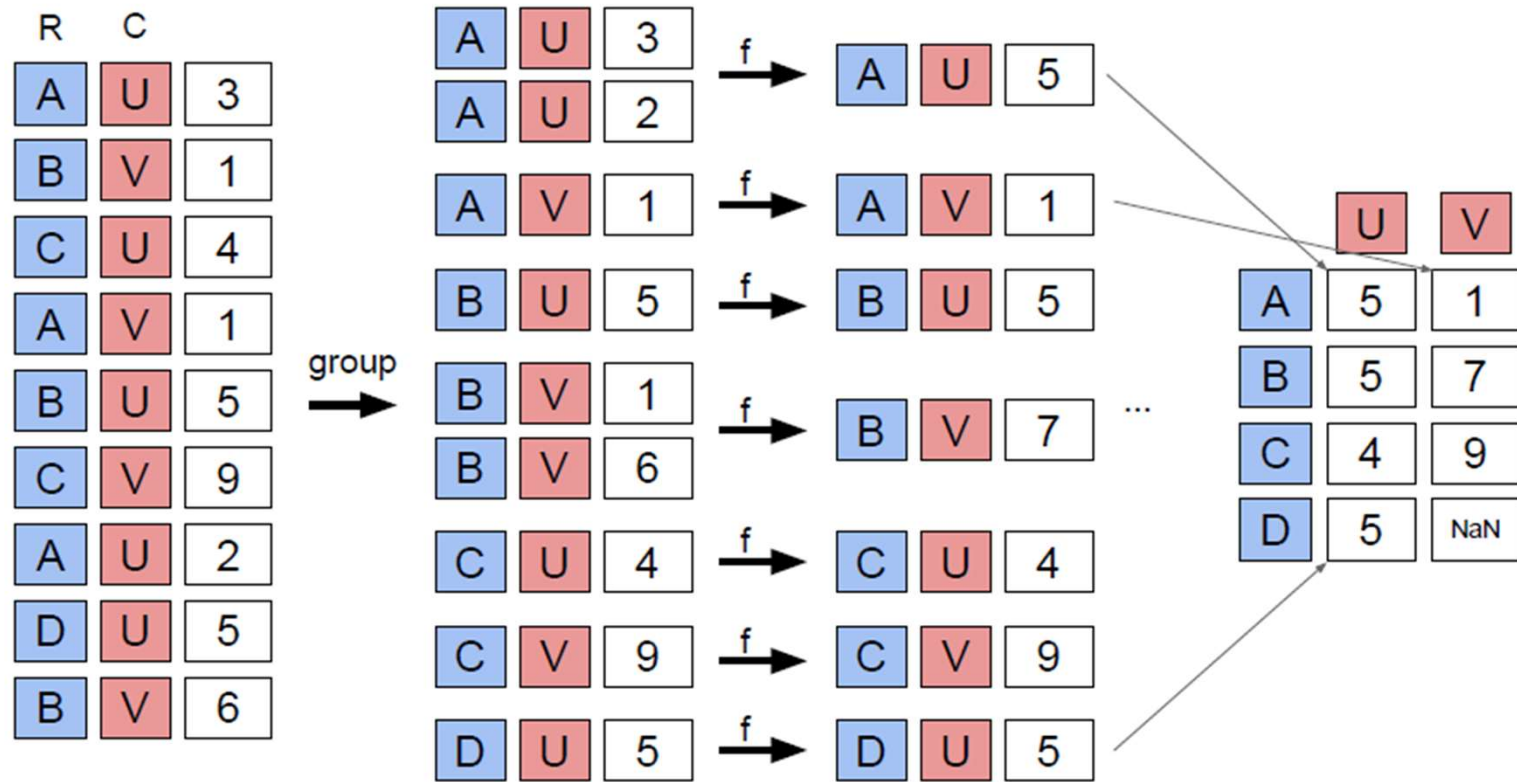 R C
A U 3
B V 1
C U 4
A V 1
B U 5
C V 9
A U 2
D U 5
B V 6
group
A U 3
A U 2
A V 1
B U 5
B V 1
B V 6
C U 4
C V 9
D U 5
f
f
f
f
f
f
f
A U 5
A V 1
B U 5
B V 7
C U 4
C V 9
D U 5
...
U V
A 5 1
B 5 7
C 4 9
D 5 NaN